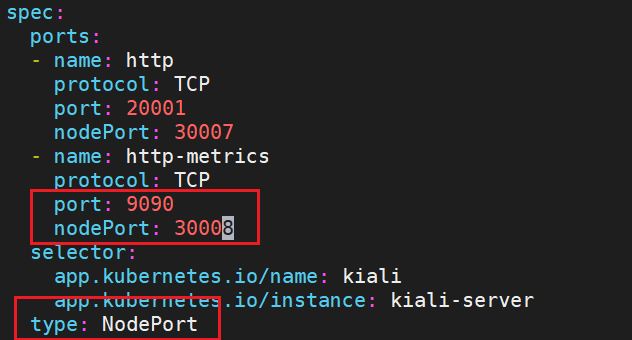 spec:
  ports:
  - name: http
    protocol: TCP
    port: 20001
    nodePort: 30007
  - name: http-metrics
    protocol: TCP
    port: 9090
    nodePort: 30008
  selector:
    app.kubernetes.io/name: kiali
    app.kubernetes.io/instance: kiali-server
  type: NodePort